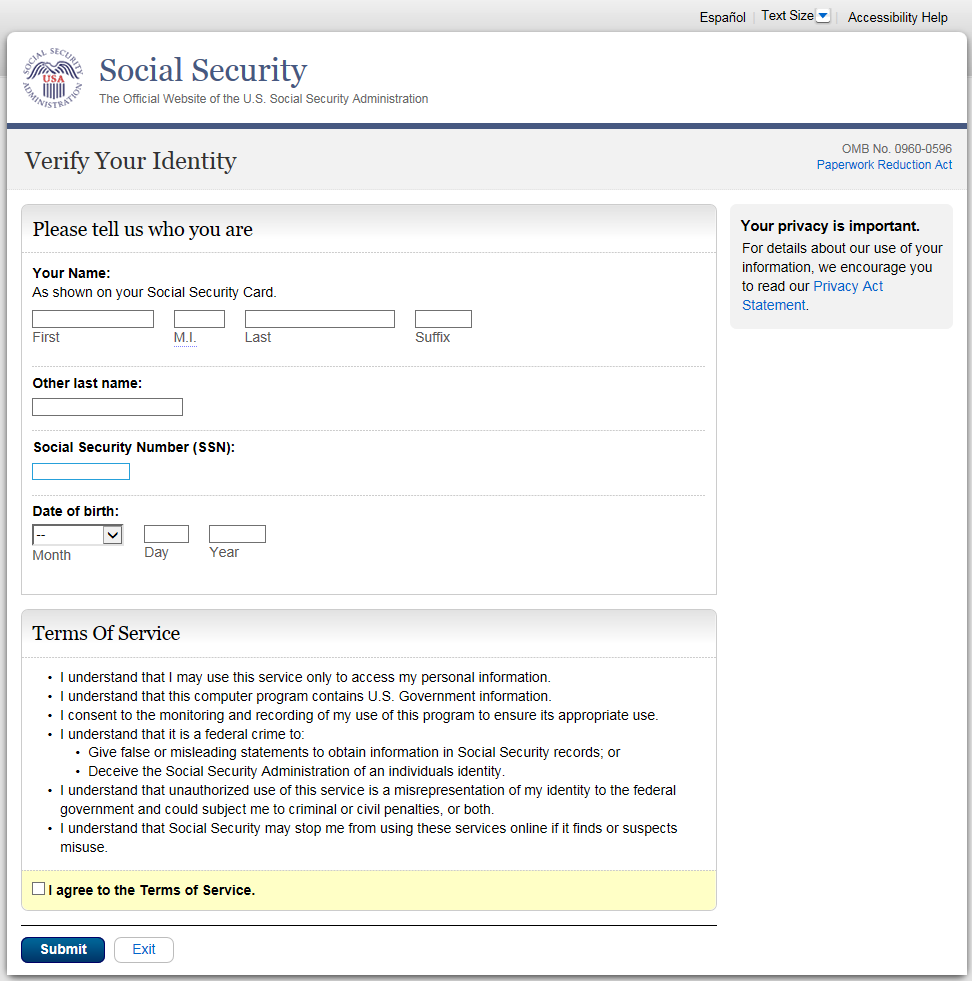 Español
Text Size
Accessibility Help
SOCIAL SECURITY ADMINISTRATION
USA
Social Security
The Official Website of the U.S. Social Security Administration
Verify Your Identity
OMB No. 0960-0596
Paperwork Reduction Act
Please tell us who you are
Your Name:
As shown on your Social Security Card.
First M.I. Last Suffix
Other last name:
Social Security Number (SSN):
Date of birth:
--
Month Day Year
Your privacy is important.
For details about our use of your
information, we encourage you
to read our Privacy Act
Statement.
Terms Of Service
• I understand that I may use this service only to access my personal information.
• I understand that this computer program contains U.S. Government information.
• I consent to the monitoring and recording of my use of this program to ensure its appropriate use.
• I understand that it is a federal crime to:
• Give false or misleading statements to obtain information in Social Security records; or
• Deceive the Social Security Administration of an individuals identity.
• I understand that unauthorized use of this service is a misrepresentation of my identity to the federal
government and could subject me to criminal or civil penalties, or both.
• I understand that Social Security may stop me from using these services online if it finds or suspects
misuse.
I agree to the Terms of Service.
Submit Exit